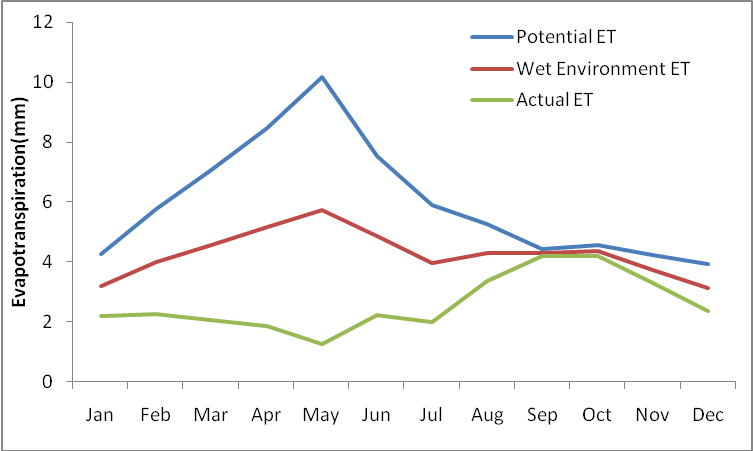 12
10
8
6
4
2
0
Evapotranspiration(mm)
Potential ET
Wet Environment ET
Actual ET
Jan Feb Mar Apr May Jun Jul Aug Sep Oct Nov Dec